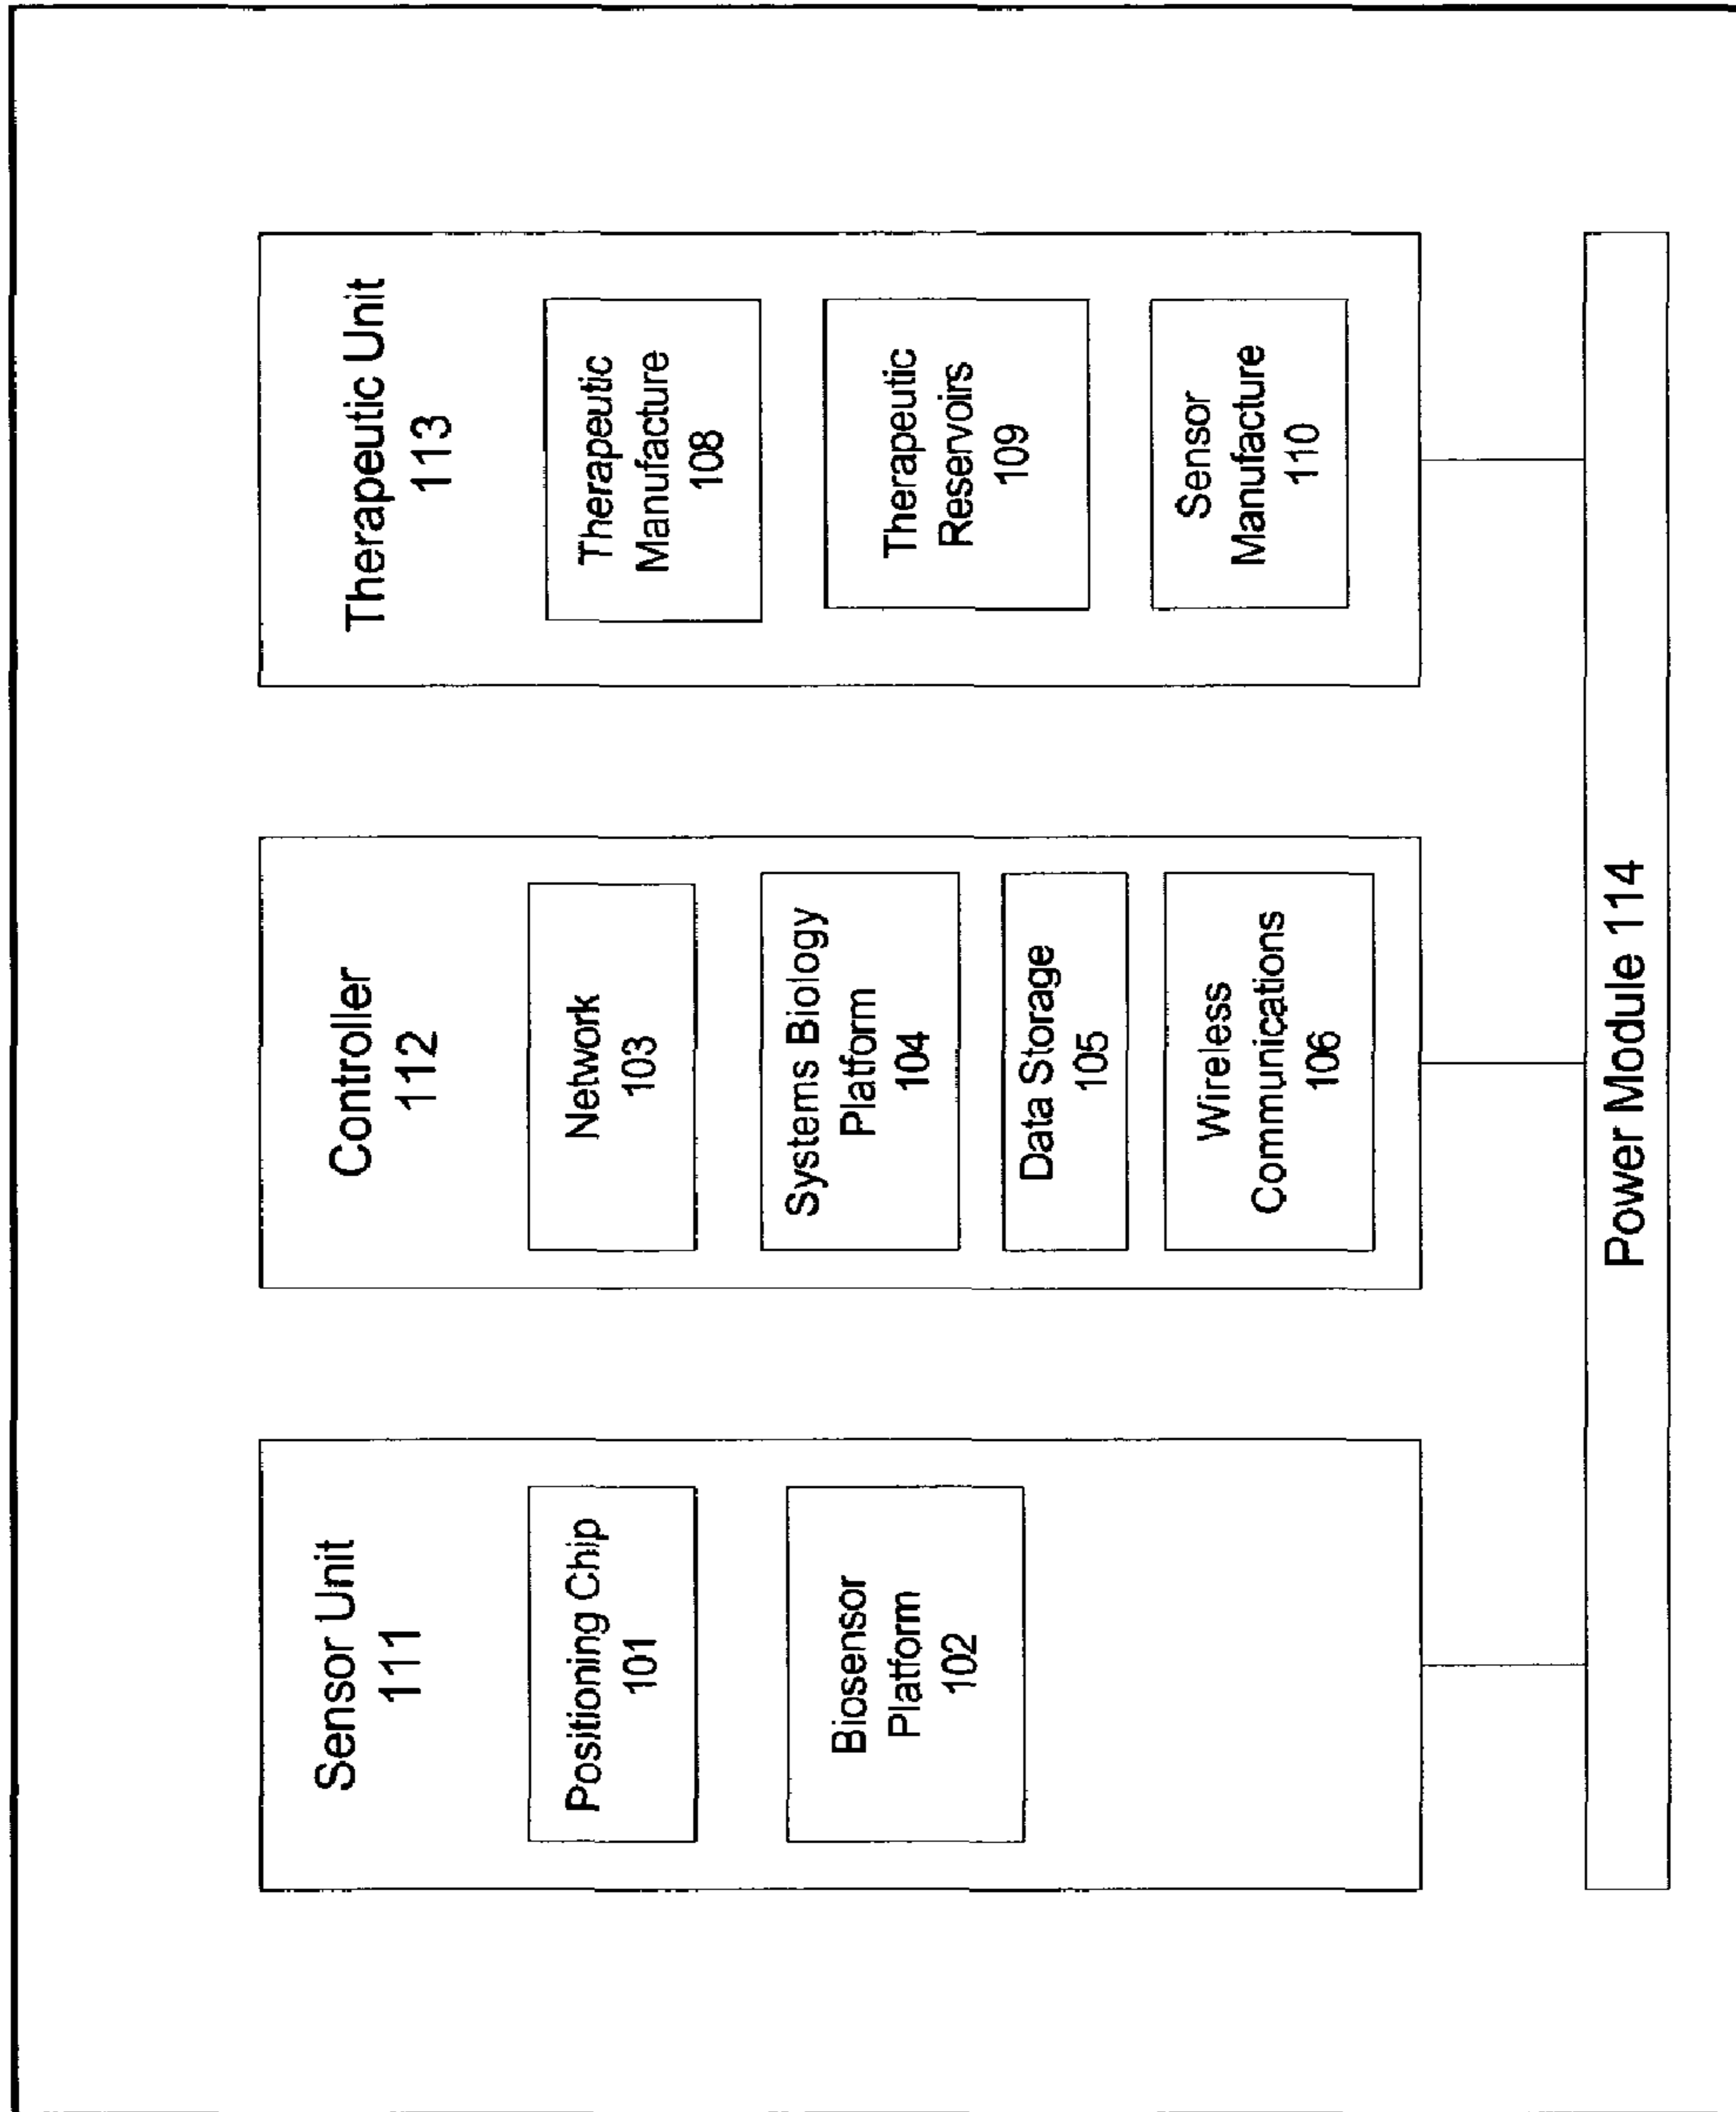 Sensor Unit
111
Positioning Chip
101
Biosensor
Platform
102
Controller
112
Network
103
Systems Biology
Platform
104
Data Storage
105
Wireless
Communications
106
Therapeutic Unit
113
Therapeutic
Manufacture
108
Therapeutic
Reservoirs
109
Sensor
Manufacture
110
Power Module 114